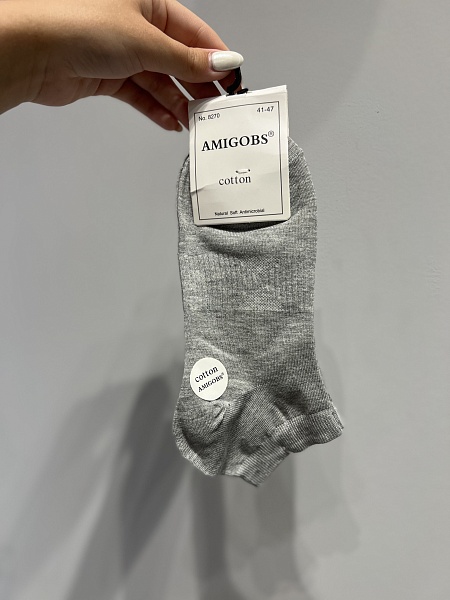 No. 8270 41-47
AMIGOBS®
cotton
Natural Soft Antimicrobial
cotton
AMIGOBS®